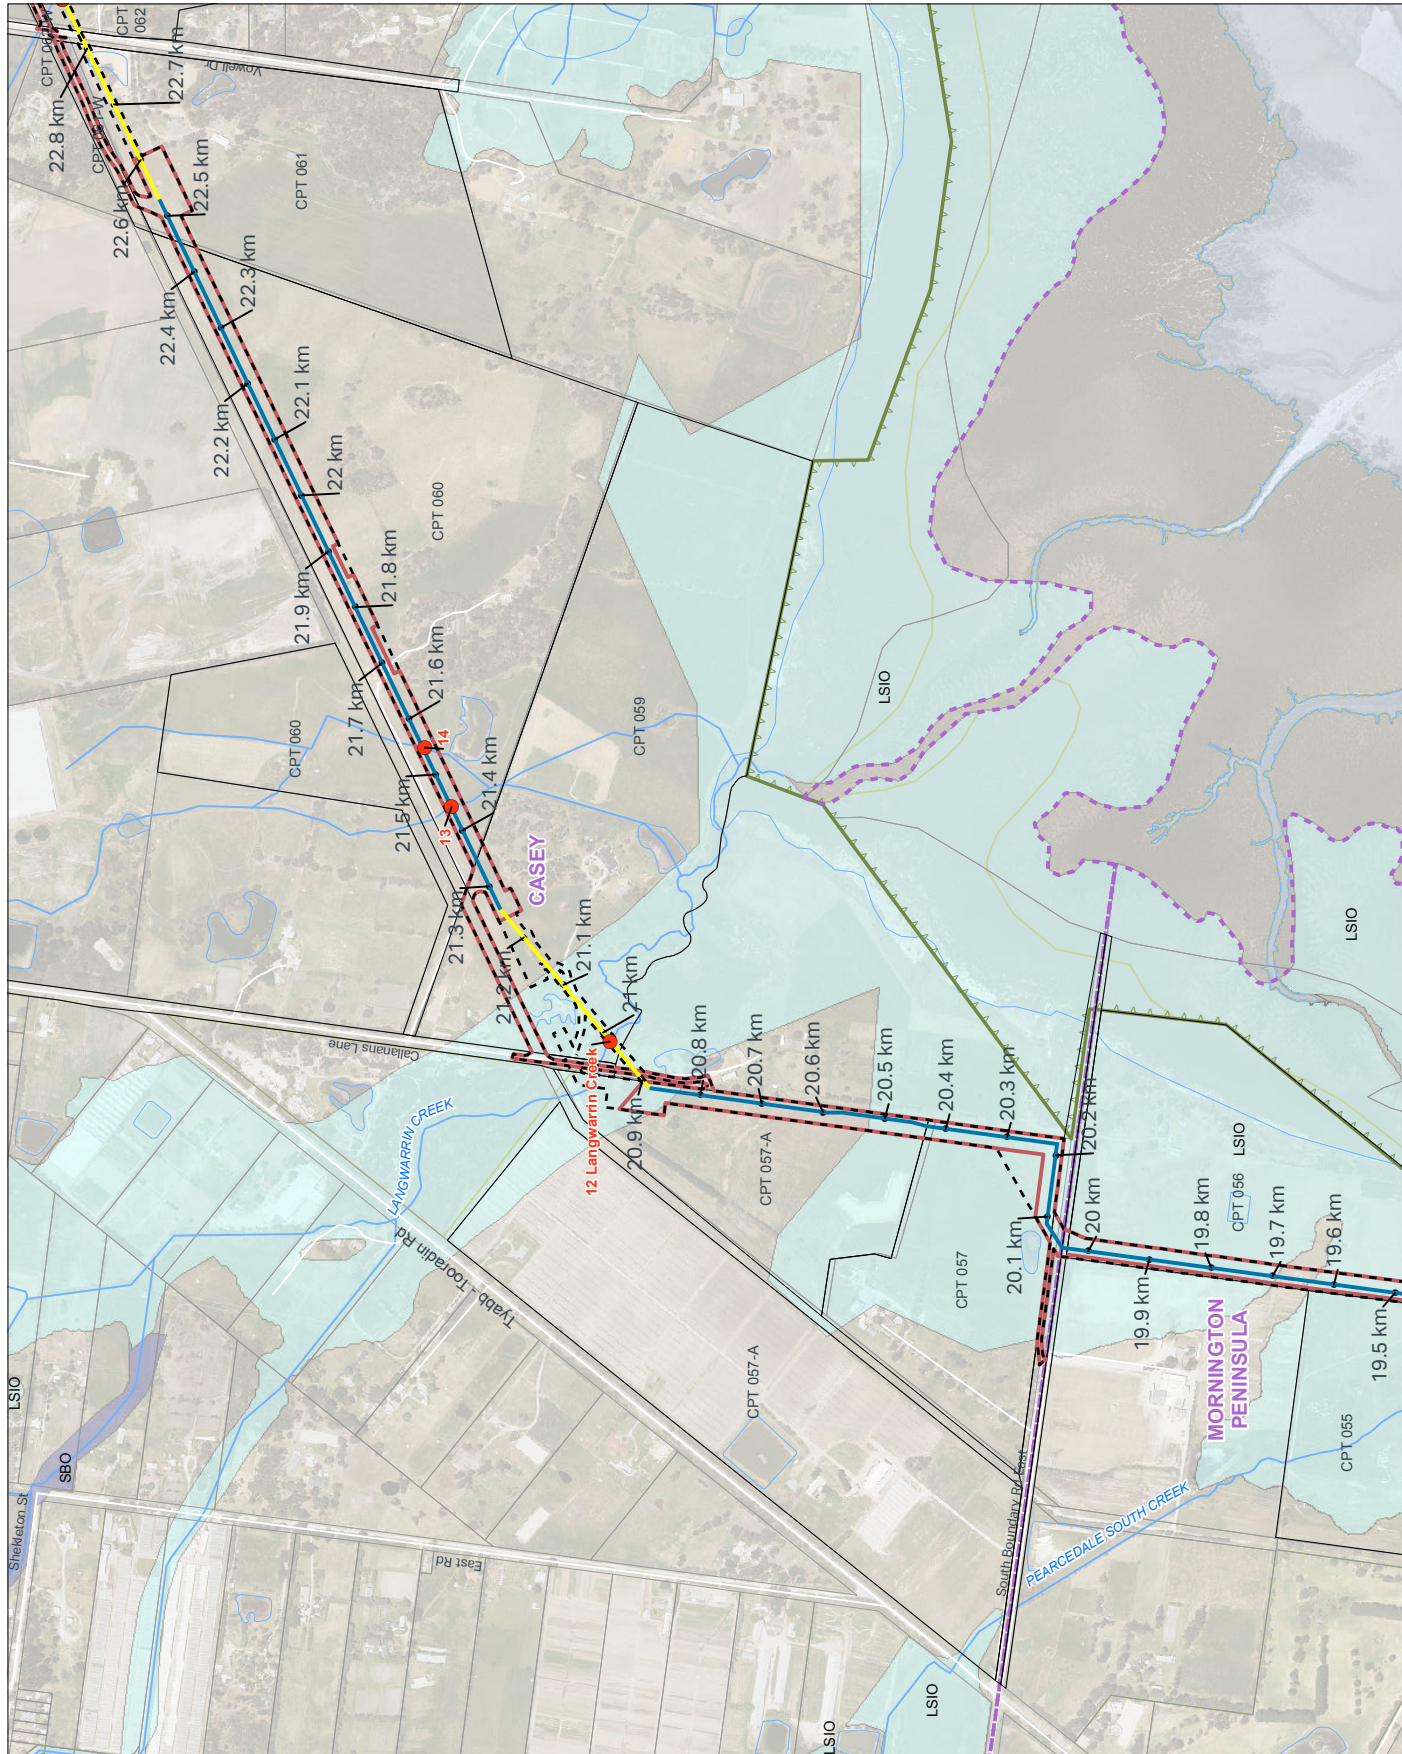 CPT 062-W
CPT 062
22.8 km
22.7 km
Vowell Dr
CPT 061-W
22.6 km
22.5 km
CPT 061
22.4 km
22.3 km
22.2 km
22.1 km
22 km
21.9 km
21.8 km
CPT 060
21.7 km
21.6 km
CPT 060
14
CPT 059
LSIO
21.5 km
13
21.4 km
21.3 km
CASEY
21.2 km
21.1 km
21 km
Callanans Lane
12 Langwarrin Creek
20.9 km
20.8 km
20.7 km
20.6 km
20.5 km
20.4 km
20.3 km
20.2 km
LANGWARRIN CREEK
Tyabb - Tooradin Rd
CPT 057-A
CPT 057
20.1 km
20 km
LSIO
LSIO
CPT 056
19.9 km
19.8 km
19.7 km
19.6 km
19.5 km
MORNINGTON
PENINSULA
CPT 057-A
CPT 055
LSIO
SBO
Shekleton St
East Rd
South Boundary Rd East
PEARCEDALE SOUTH CREEK
LSIO
LSIO